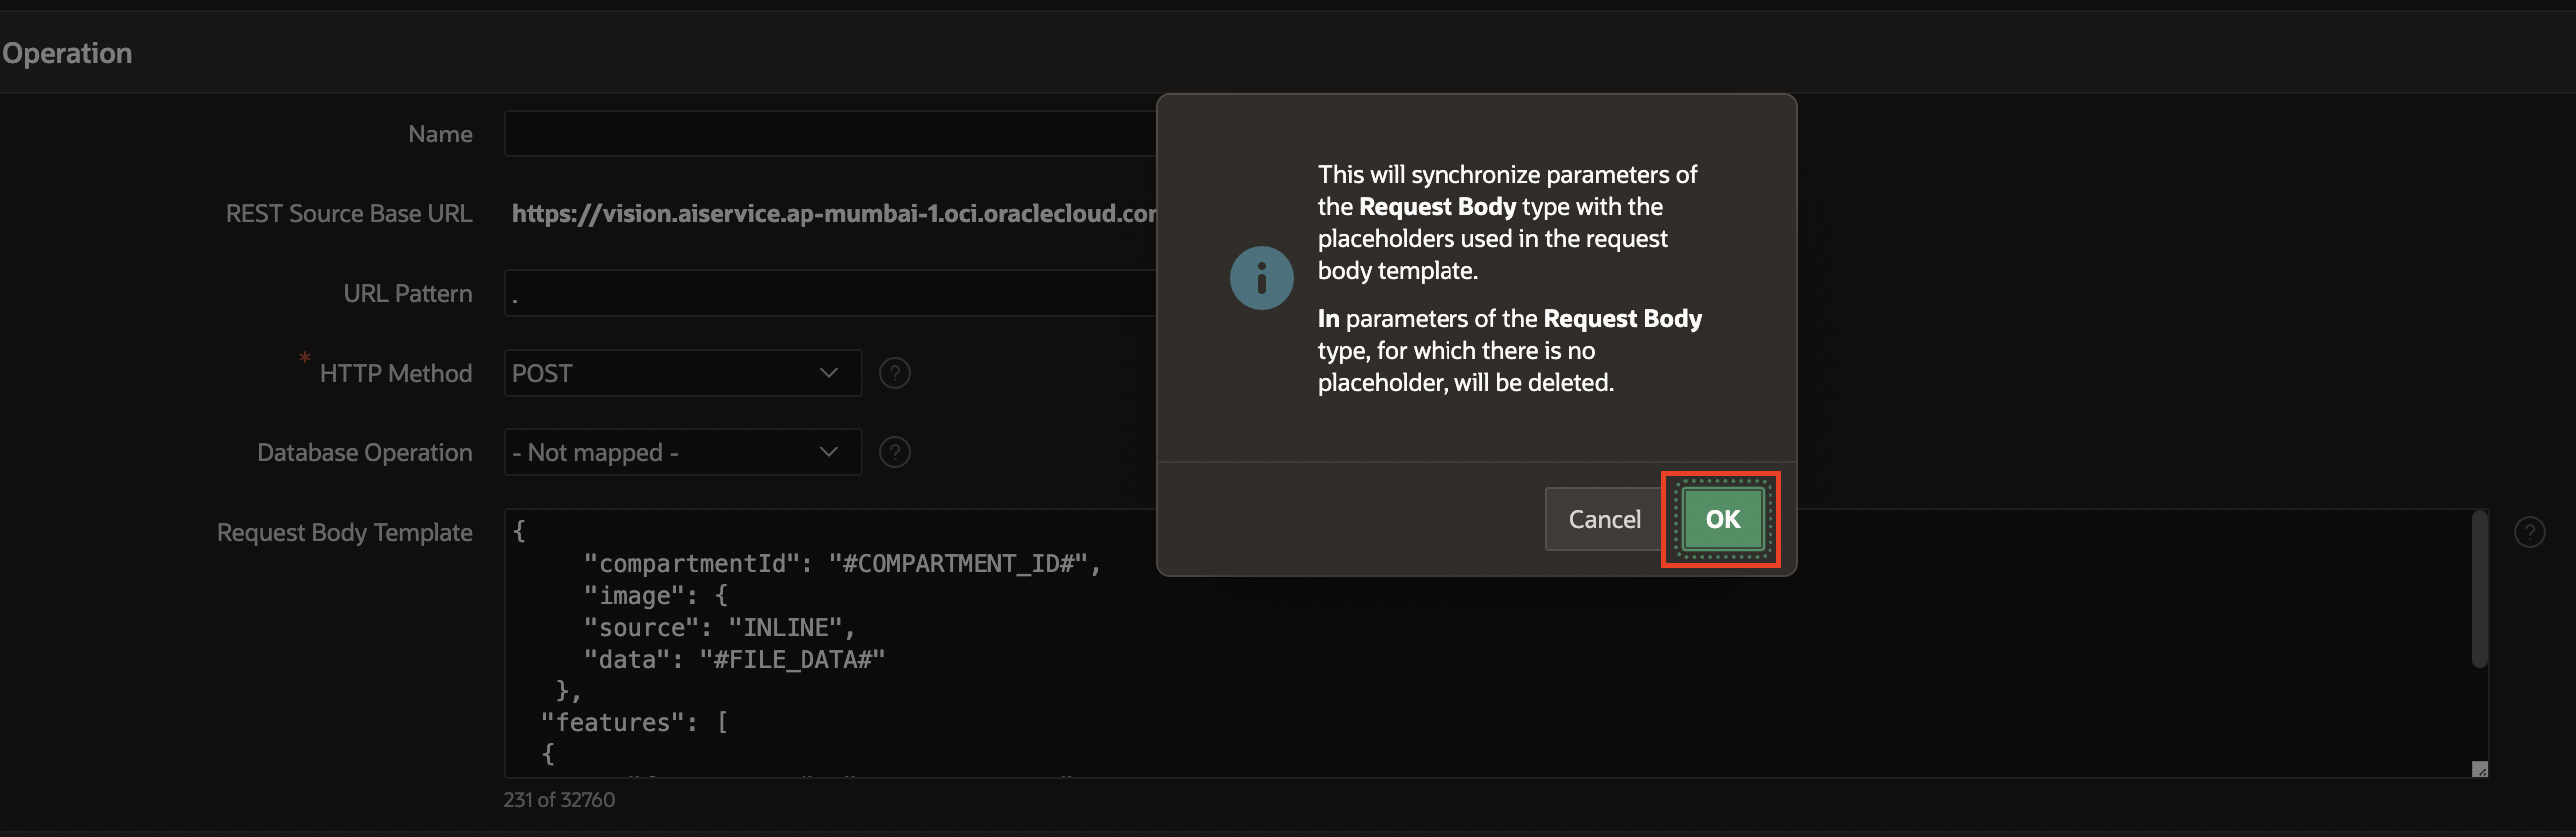 Operation
Name
REST Source Base URL https://vision.aiservice.ap-mumbai-1.oci.oraclecloud.com
URL Pattern .
* HTTP Method POST ?
Database Operation - Not mapped - ?
Request Body Template {
"compartmentId": "#COMPARTMENT_ID#",
"image": {
"source": "INLINE",
"data": "#FILE_DATA#"
},
"features": [
{
?
231 of 32760
This will synchronize parameters of
the Request Body type with the
placeholders used in the request
body template.
In parameters of the Request Body
type, for which there is no
placeholder, will be deleted.
Cancel OK